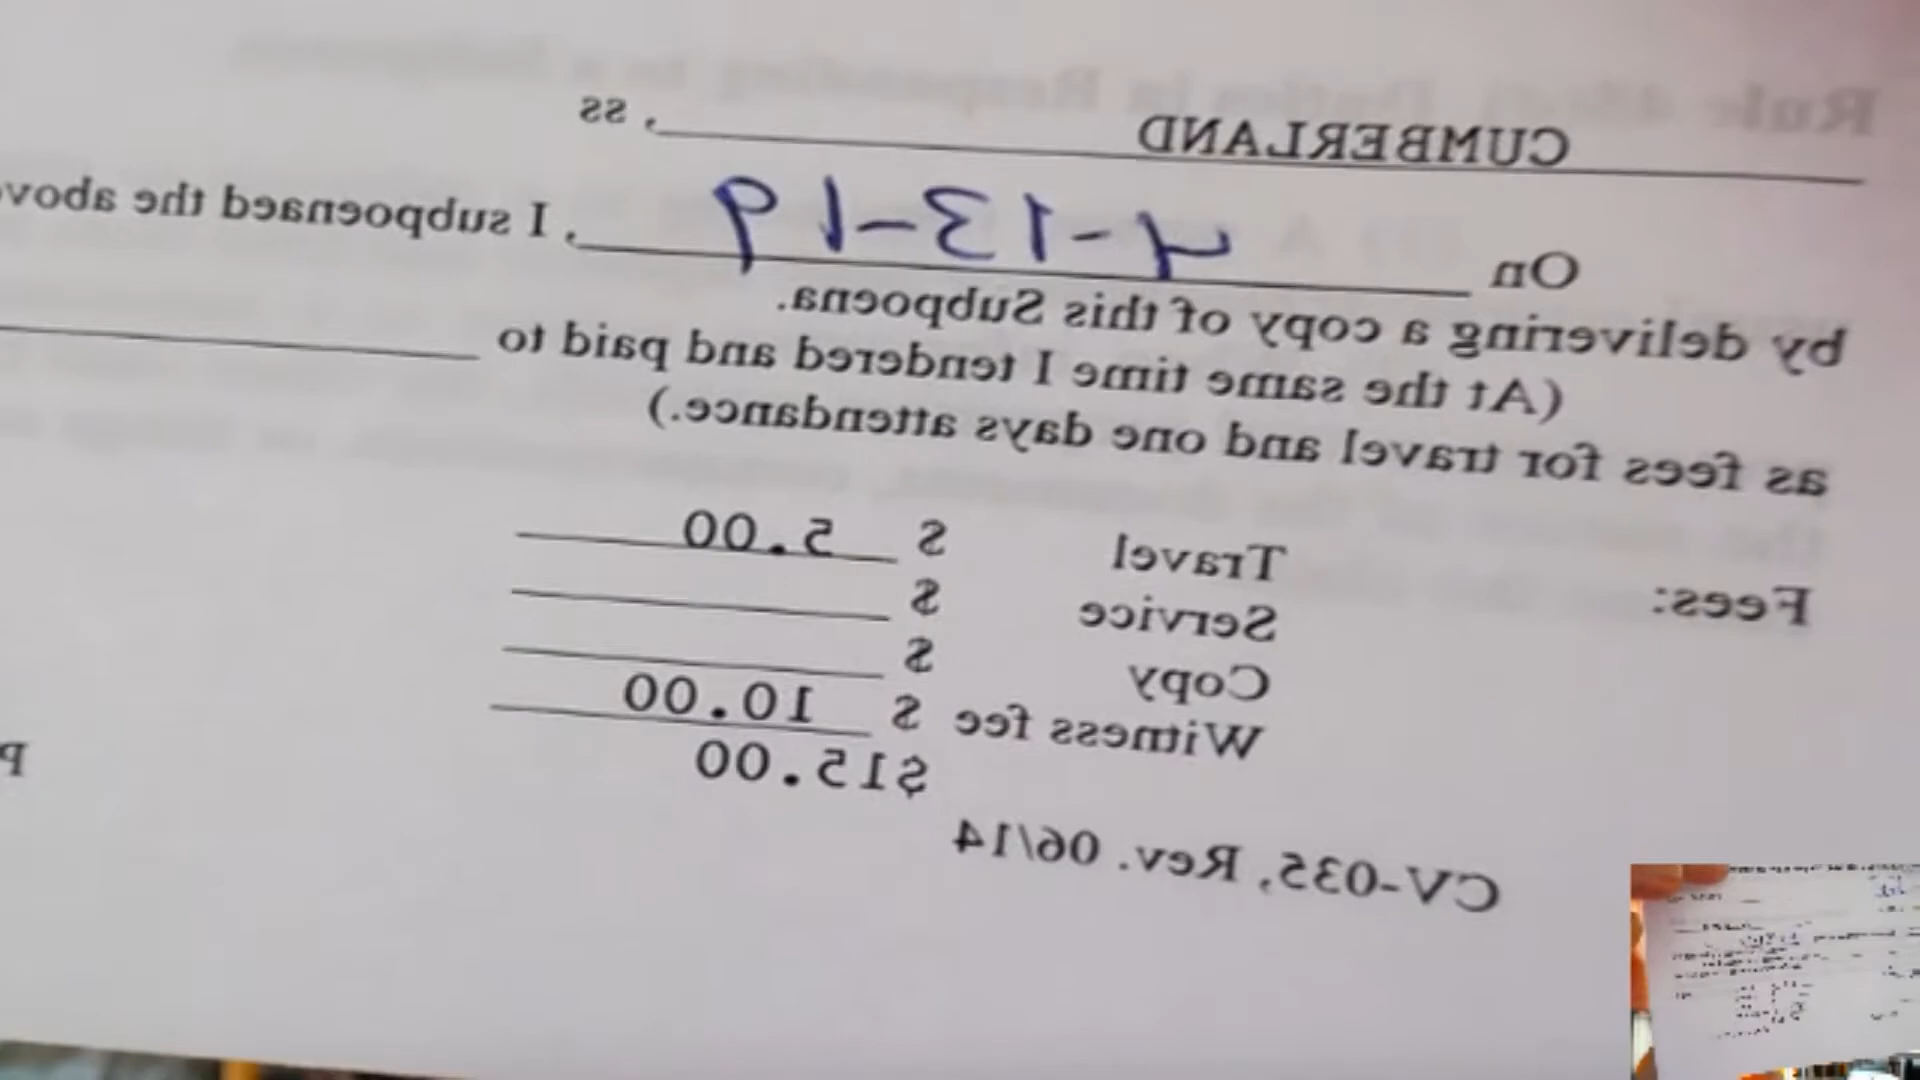 CUMBERLAND, ss
On 4-13-19, I subpoenaed the above
by delivering a copy of this Subpoena.
(At the same time I tendered and paid to
as fees for travel and one days attendance.)
Fees: Travel $ 5.00
Service $
Copy $
Witness fee $ 10.00
$15.00
CV-035, Rev. 06/14